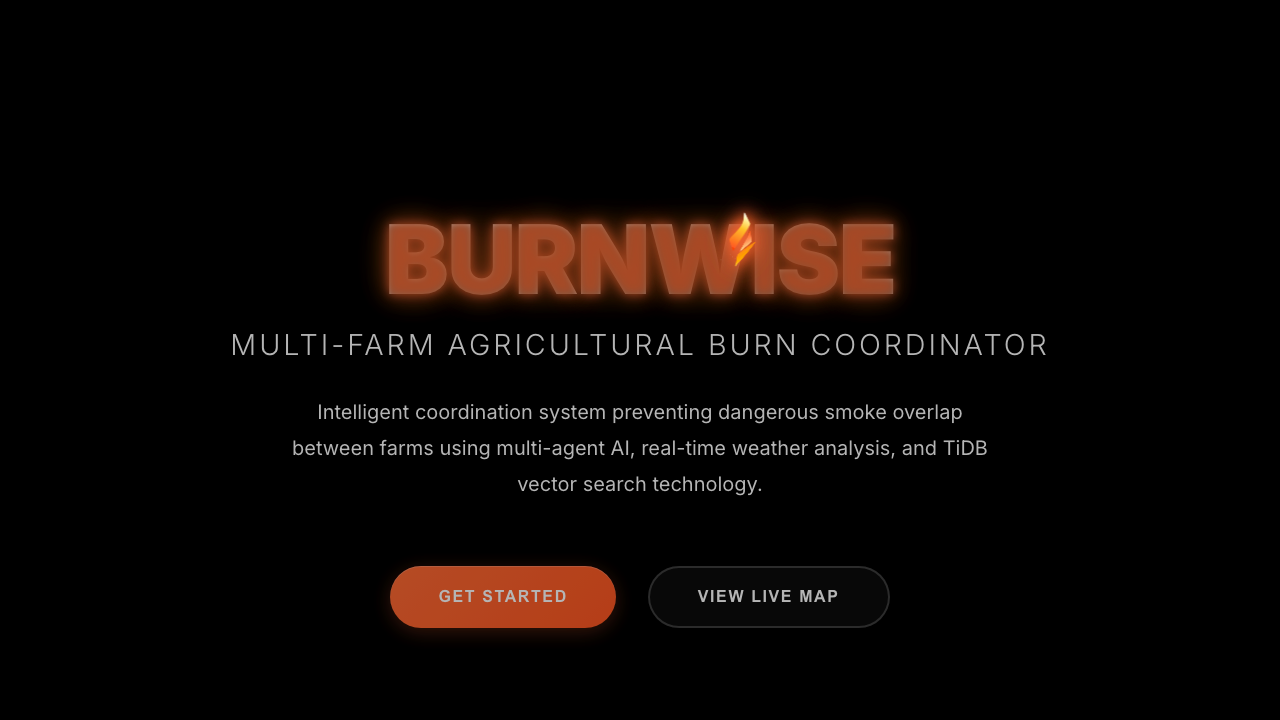 BURNWISE
MULTI-FARM AGRICULTURAL BURN COORDINATOR
Intelligent coordination system preventing dangerous smoke overlap
between farms using multi-agent AI, real-time weather analysis, and TiDB
vector search technology.
GET STARTED
VIEW LIVE MAP